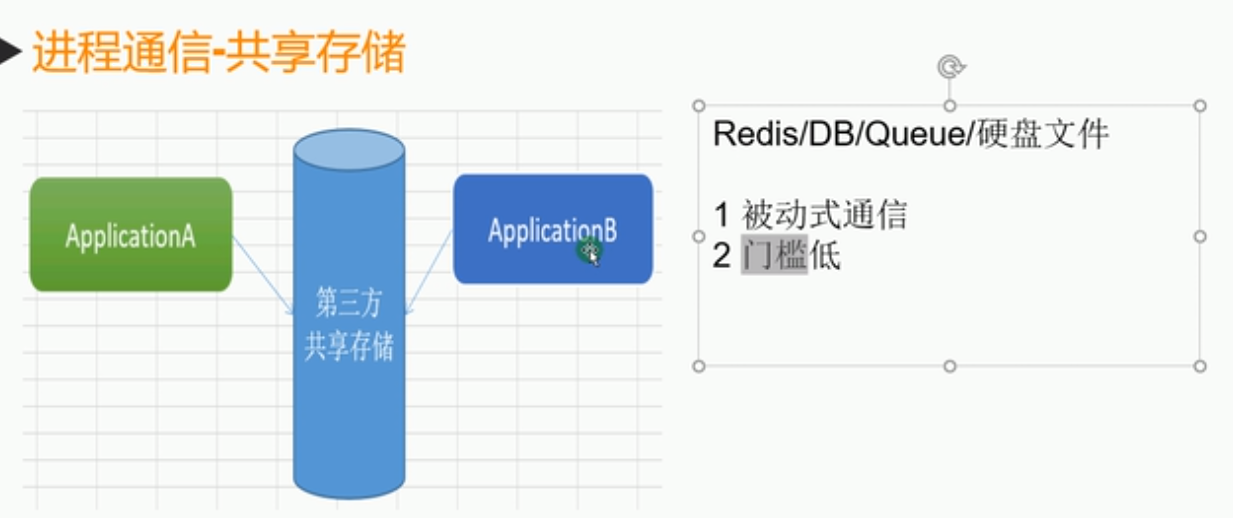 进程通信-共享存储
ApplicationA
第三方
共享存储
ApplicationB
Redis/DB/Queue/硬盘文件
1 被动式通信
2 门槛低